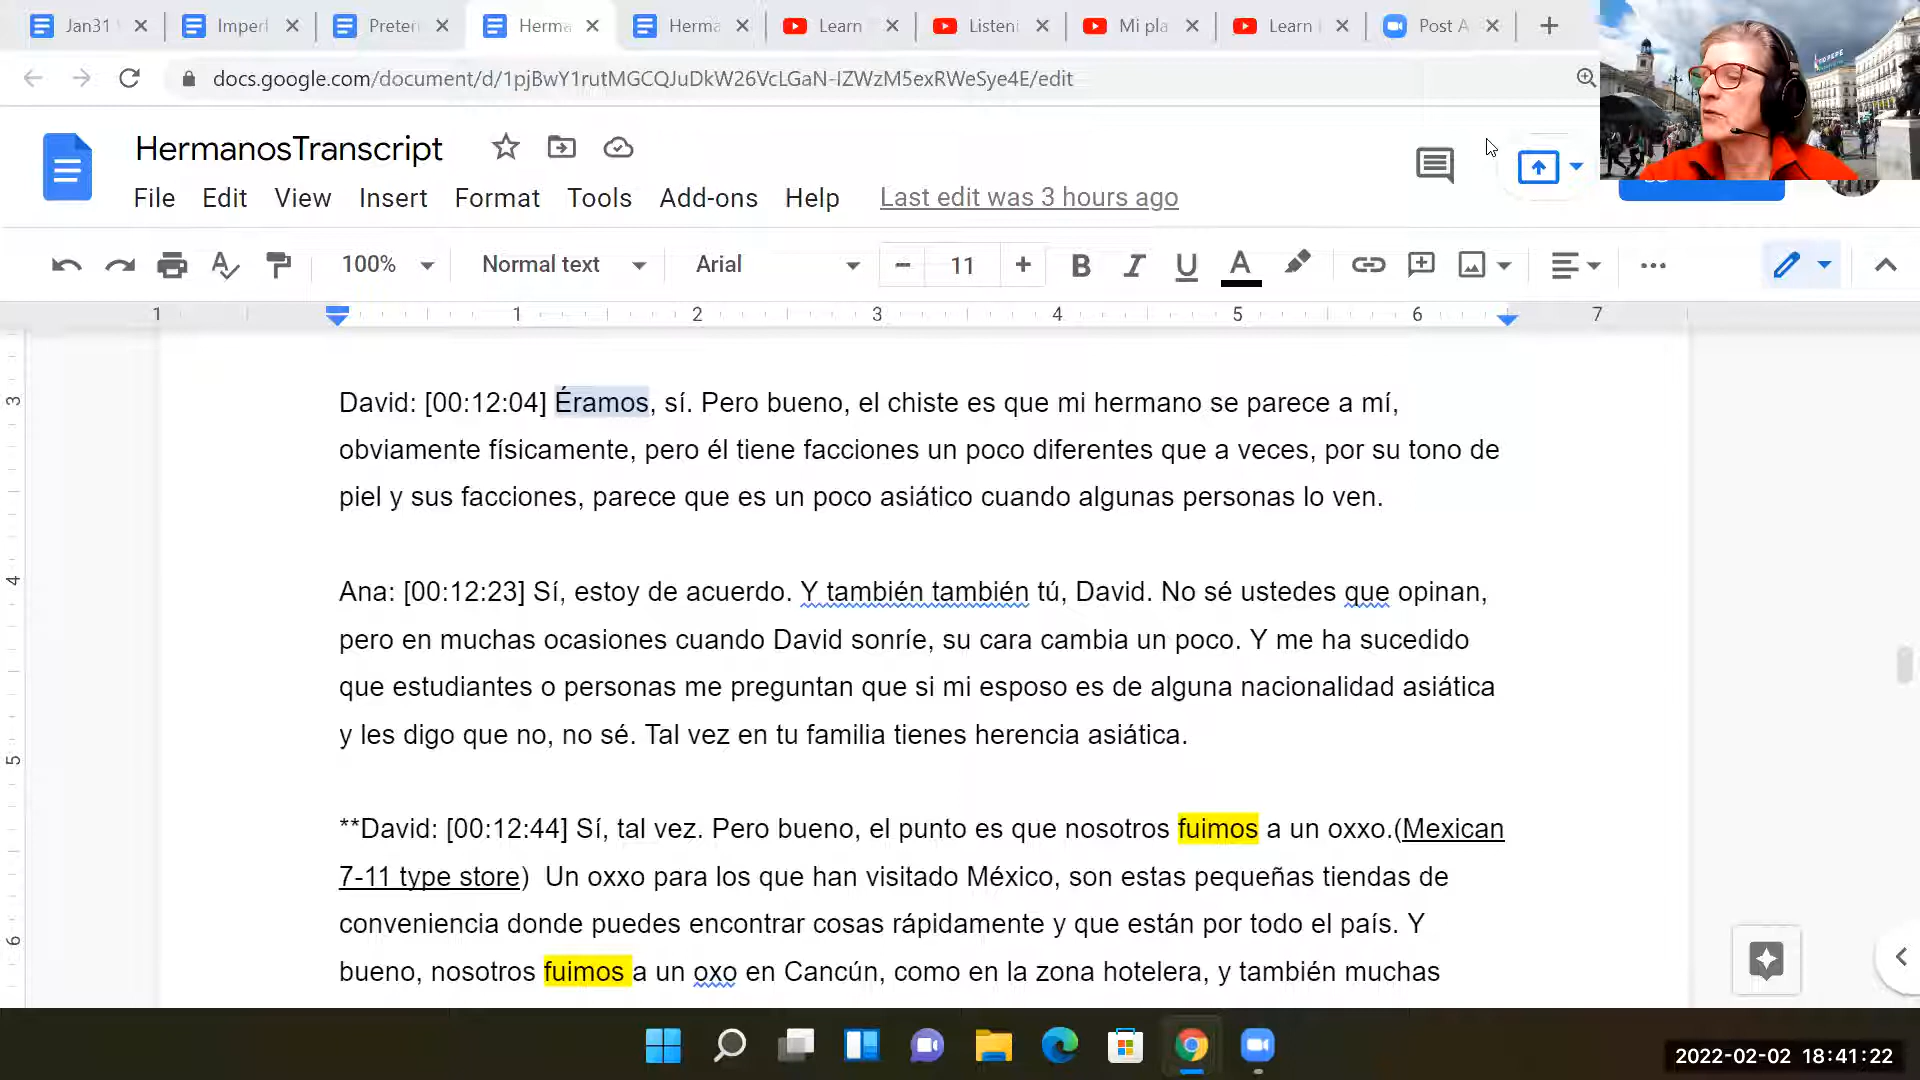 Jan31
Imperf
Preter
Herma
Herma
Learn
Listeni
Mi pla
Learn
Post A
docs.google.com/document/d/1pjBwY1rutMGCQJuDkW26VcLGaN-IZWzM5exRWeSye4E/edit
HermanosTranscript
File Edit View Insert Format Tools Add-ons Help Last edit was 3 hours ago
100% Normal text Arial 11
1 1 2 3 4 5 6 7
David: [00:12:04] Éramos, sí. Pero bueno, el chiste es que mi hermano se parece a mí,
obviamente físicamente, pero él tiene facciones un poco diferentes que a veces, por su tono de
piel y sus facciones, parece que es un poco asiático cuando algunas personas lo ven.
Ana: [00:12:23] Sí, estoy de acuerdo. Y también también tú, David. No sé ustedes que opinan,
pero en muchas ocasiones cuando David sonríe, su cara cambia un poco. Y me ha sucedido
que estudiantes o personas me preguntan que si mi esposo es de alguna nacionalidad asiática
y les digo que no, no sé. Tal vez en tu familia tienes herencia asiática.
**David: [00:12:44] Sí, tal vez. Pero bueno, el punto es que nosotros fuimos a un oxxo.(Mexican
7-11 type store)  Un oxxo para los que han visitado México, son estas pequeñas tiendas de
conveniencia donde puedes encontrar cosas rápidamente y que están por todo el país. Y
bueno, nosotros fuimos a un oxo en Cancún, como en la zona hotelera, y también muchas
3
4
5
6
2022-02-02 18:41:22